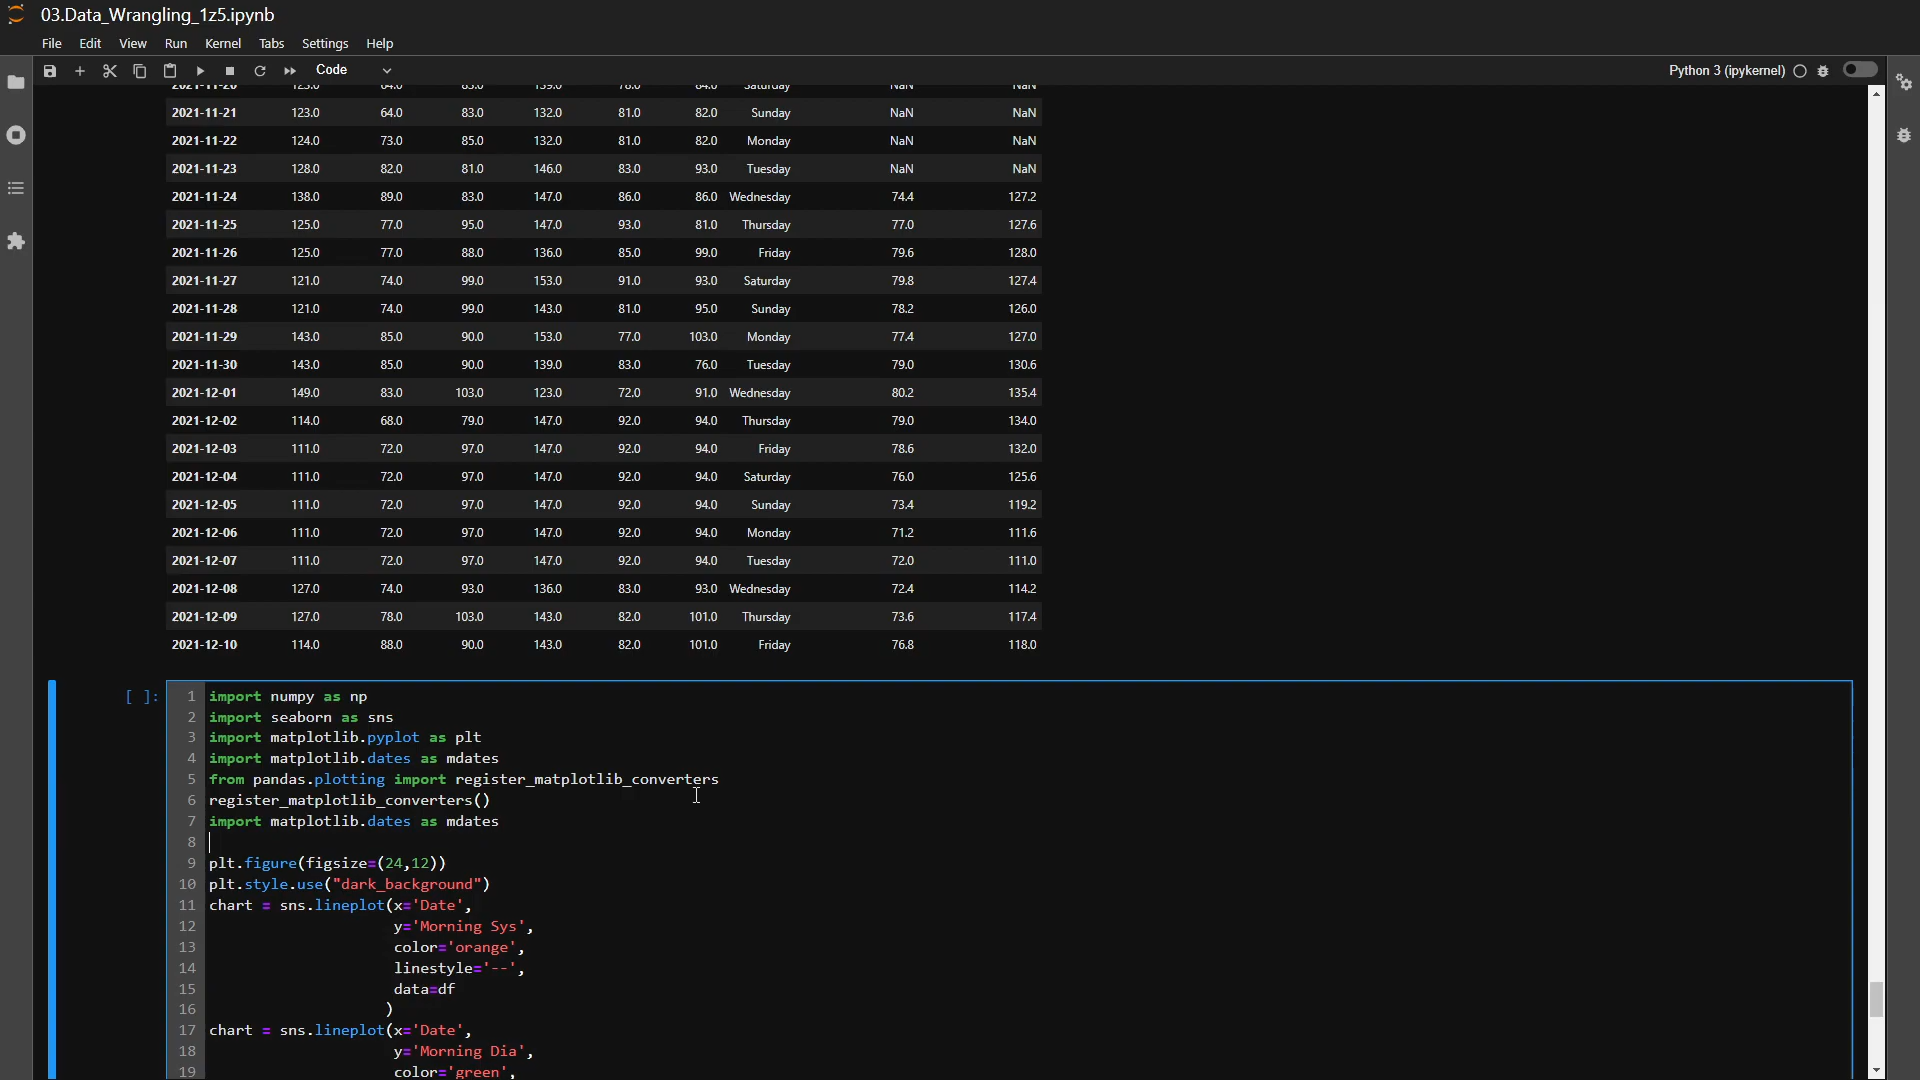 03.Data_Wrangling_1z5.ipynb
File Edit View Run Kernel Tabs Settings Help
Code Python 3 (ipykernel)
2021-11-20 123.0 64.0 83.0 139.0 78.0 84.0 Saturday NaN NaN
2021-11-21 123.0 64.0 83.0 132.0 81.0 82.0 Sunday NaN NaN
2021-11-22 124.0 73.0 85.0 132.0 81.0 82.0 Monday NaN NaN
2021-11-23 128.0 82.0 81.0 146.0 83.0 93.0 Tuesday NaN NaN
2021-11-24 138.0 89.0 83.0 147.0 86.0 86.0 Wednesday 74.4 127.2
2021-11-25 125.0 77.0 95.0 147.0 93.0 81.0 Thursday 77.0 127.6
2021-11-26 125.0 77.0 88.0 136.0 85.0 99.0 Friday 79.6 128.0
2021-11-27 121.0 74.0 99.0 153.0 91.0 93.0 Saturday 79.8 127.4
2021-11-28 121.0 74.0 99.0 143.0 81.0 95.0 Sunday 78.2 126.0
2021-11-29 143.0 85.0 90.0 153.0 77.0 103.0 Monday 77.4 127.0
2021-11-30 143.0 85.0 90.0 139.0 83.0 76.0 Tuesday 79.0 130.6
2021-12-01 149.0 83.0 103.0 123.0 72.0 91.0 Wednesday 80.2 135.4
2021-12-02 114.0 68.0 79.0 147.0 92.0 94.0 Thursday 79.0 134.0
2021-12-03 111.0 72.0 97.0 147.0 92.0 94.0 Friday 78.6 132.0
2021-12-04 111.0 72.0 97.0 147.0 92.0 94.0 Saturday 76.0 125.6
2021-12-05 111.0 72.0 97.0 147.0 92.0 94.0 Sunday 73.4 119.2
2021-12-06 111.0 72.0 97.0 147.0 92.0 94.0 Monday 71.2 111.6
2021-12-07 111.0 72.0 97.0 147.0 92.0 94.0 Tuesday 72.0 111.0
2021-12-08 127.0 74.0 93.0 136.0 83.0 93.0 Wednesday 72.4 114.2
2021-12-09 127.0 78.0 103.0 143.0 82.0 101.0 Thursday 73.6 117.4
2021-12-10 114.0 88.0 90.0 143.0 82.0 101.0 Friday 76.8 118.0
[ ]: 1 import numpy as np
2 import seaborn as sns
3 import matplotlib.pyplot as plt
4 import matplotlib.dates as mdates
5 from pandas.plotting import register_matplotlib_converters
6 register_matplotlib_converters()
7 import matplotlib.dates as mdates
8
9 plt.figure(figsize=(24,12))
10 plt.style.use("dark_background")
11 chart = sns.lineplot(x='Date',
12 y='Morning Sys',
13 color='orange',
14 linestyle='--',
15 data=df
16 )
17 chart = sns.lineplot(x='Date',
18 y='Morning Dia',
19 color='green',